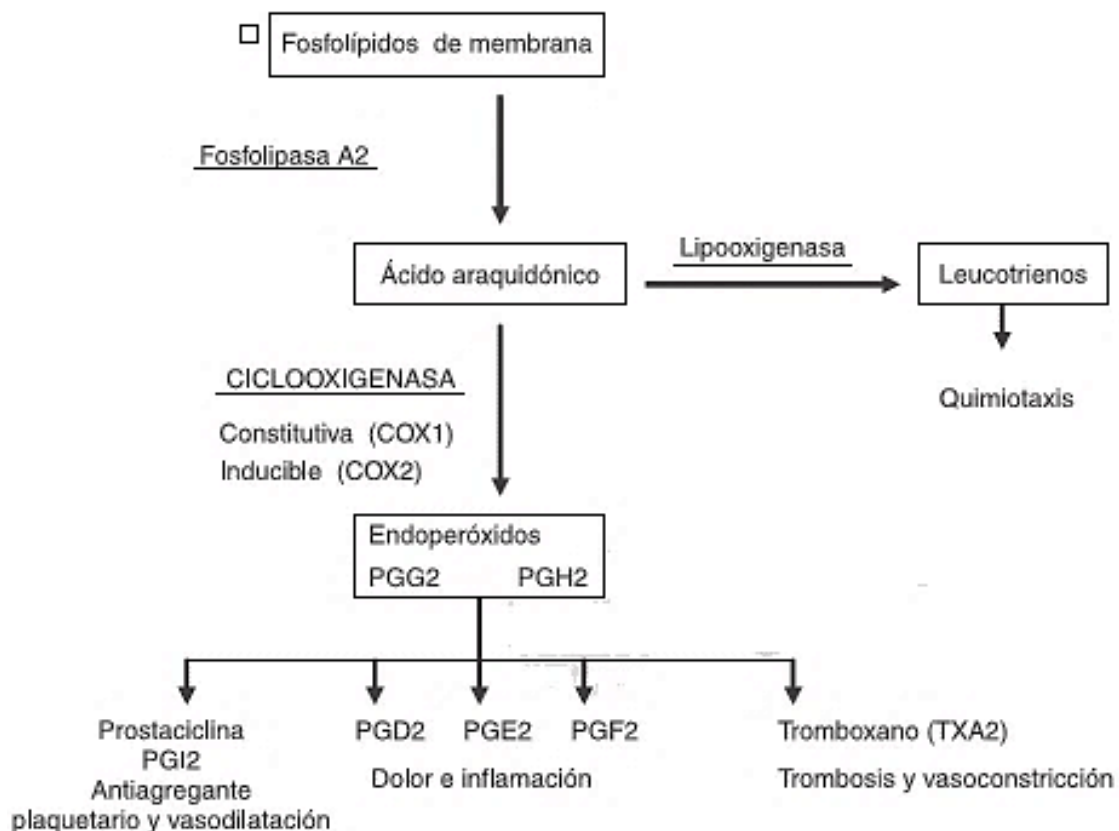 Fosfolípidos de membrana
Fosfolipasa A2
Ácido araquidónico
Lipooxigenasa
Leucotrienos
Quimiotaxis
CICLOOXIGENASA
Constitutiva (COX1)
Inducible (COX2)
Endoperóxidos
PGG2 PGH2
Prostaciclina
PGI2
Antiagregante
plaquetario y vasodilatación
PGD2 PGE2 PGF2
Dolor e inflamación
Tromboxano (TXA2)
Trombosis y vasoconstricción